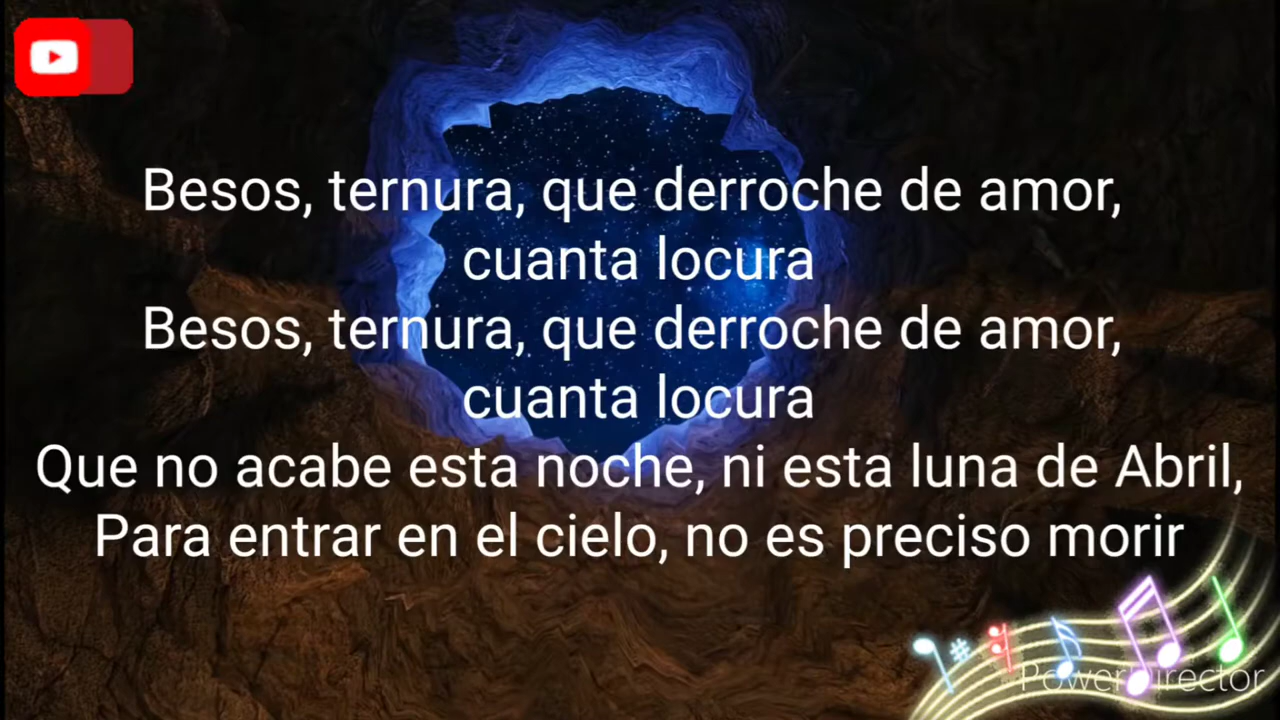 Besos, ternura, que derroche de amor,
cuanta locura
Besos, ternura, que derroche de amor,
cuanta locura
Que no acabe esta noche, ni esta luna de Abril,
Para entrar en el cielo, no es preciso morir
PowerDirector